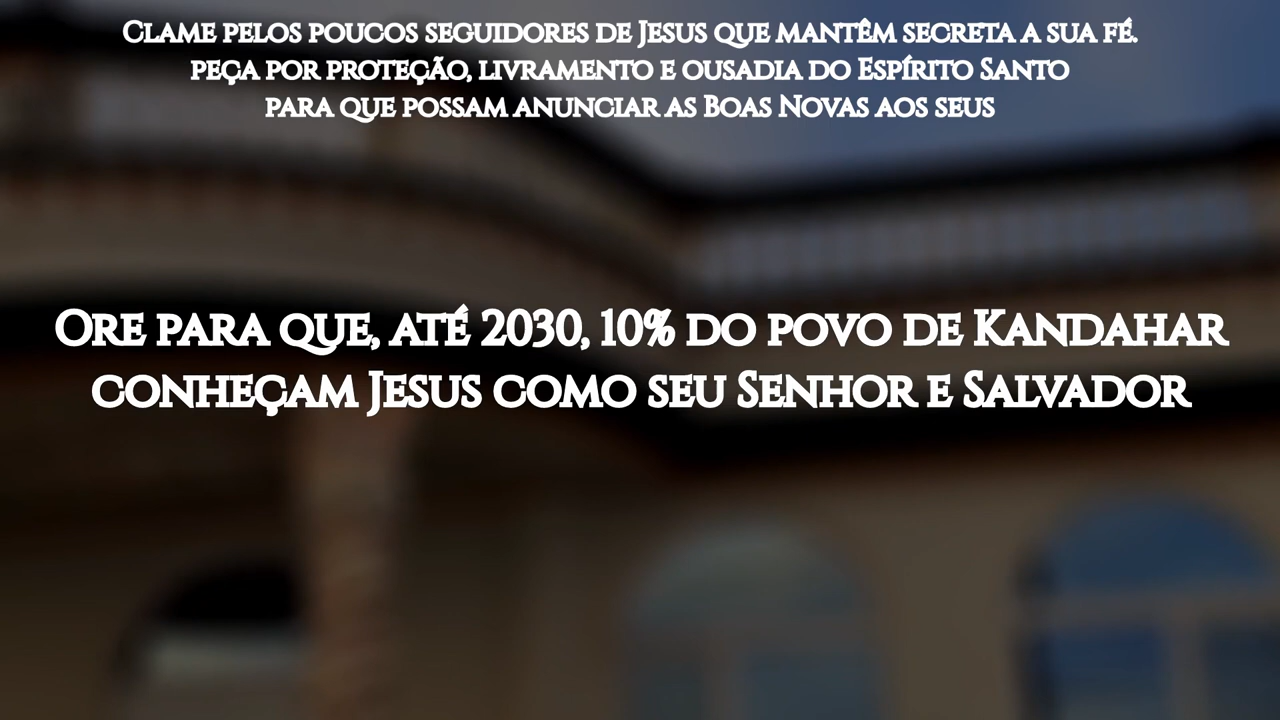 Clame pelos poucos seguidores de Jesus que mantêm secreta a sua fé.
peça por proteção, livramento e ousadia do Espírito Santo
para que possam anunciar as Boas Novas aos seus
Ore para que, até 2030, 10% do povo de Kandahar
conheçam Jesus como seu Senhor e Salvador